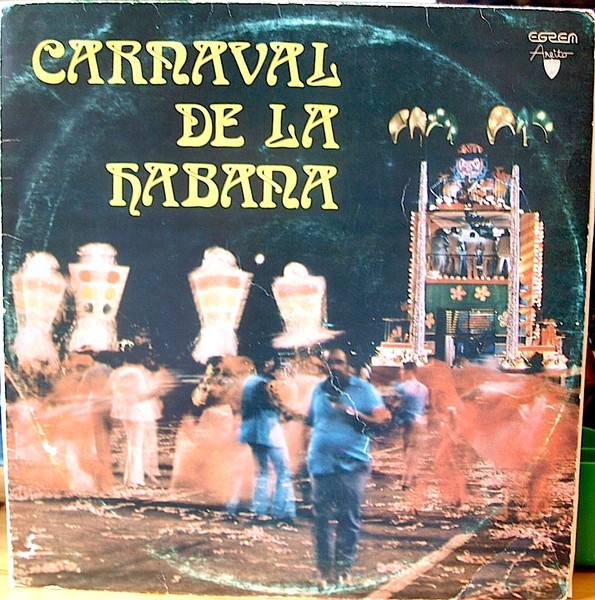 CARNAVAL
DE LA
HABANA
EGREM
Areito